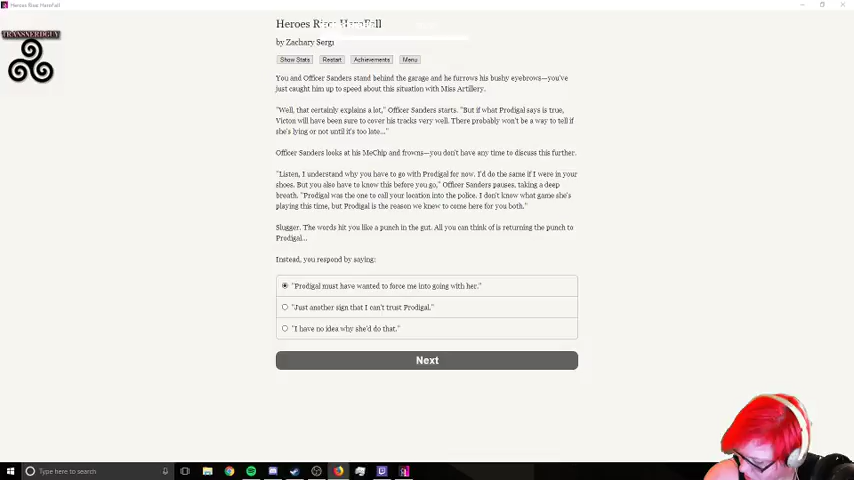 Heroes Rise: HeroFall
TRANSNERDGUY
Heroes Rise: HeroFall
by Zachary Sergi
Show Stats Restart Achievements Menu
You and Officer Sanders stand behind the garage and he furrows his bushy eyebrows—you've
just caught him up to speed about this situation with Miss Artillery.
"Well, that certainly explains a lot," Officer Sanders starts. "But if what Prodigal says is true,
Victon will have been sure to cover his tracks very well. There probably won't be a way to tell if
she's lying or not until it's too late..."
Officer Sanders looks at his MeChip and frowns—you don't have any time to discuss this further.
"Listen, I understand why you have to go with Prodigal for now. I'd do the same if I were in your
shoes. But you also have to know this before you go," Officer Sanders pauses, taking a deep
breath. "Prodigal was the one to call your location into the police. I don't know what game she's
playing this time, but Prodigal is the reason we knew to come here for you both."
Slugger. The words hit you like a punch in the gut. All you can think of is returning the punch to
Prodigal...
Instead, you respond by saying:
"Prodigal must have wanted to force me into going with her."
"Just another sign that I can't trust Prodigal."
"I have no idea why she'd do that."
Next
Type here to search